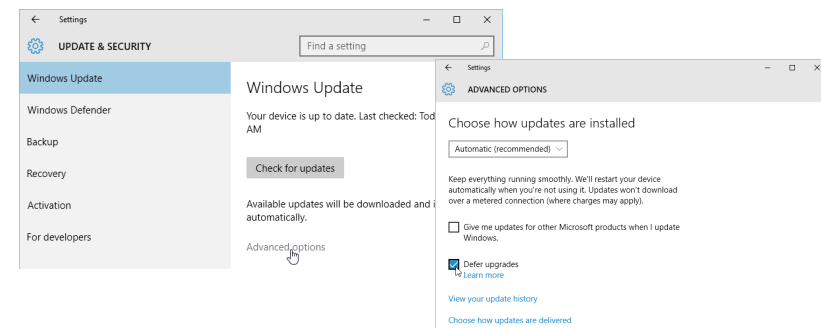 Settings
UPDATE & SECURITY
Find a setting
Windows Update
Windows Defender
Backup
Recovery
Activation
For developers
Windows Update
Your device is up to date. Last checked:
AM
Check for updates
Available updates will be downloaded and
automatically.
Advanced options
Settings
ADVANCED OPTIONS
Choose how updates are installed
Automatic (recommended)
Keep everything running smoothly. We'll restart your device
automatically when you're not using it. Updates won't download
over a metered connection (where charges may apply).
Give me updates for other Microsoft products when I update
Windows.
Defer upgrades
Learn more
View your update history
Choose how updates are delivered